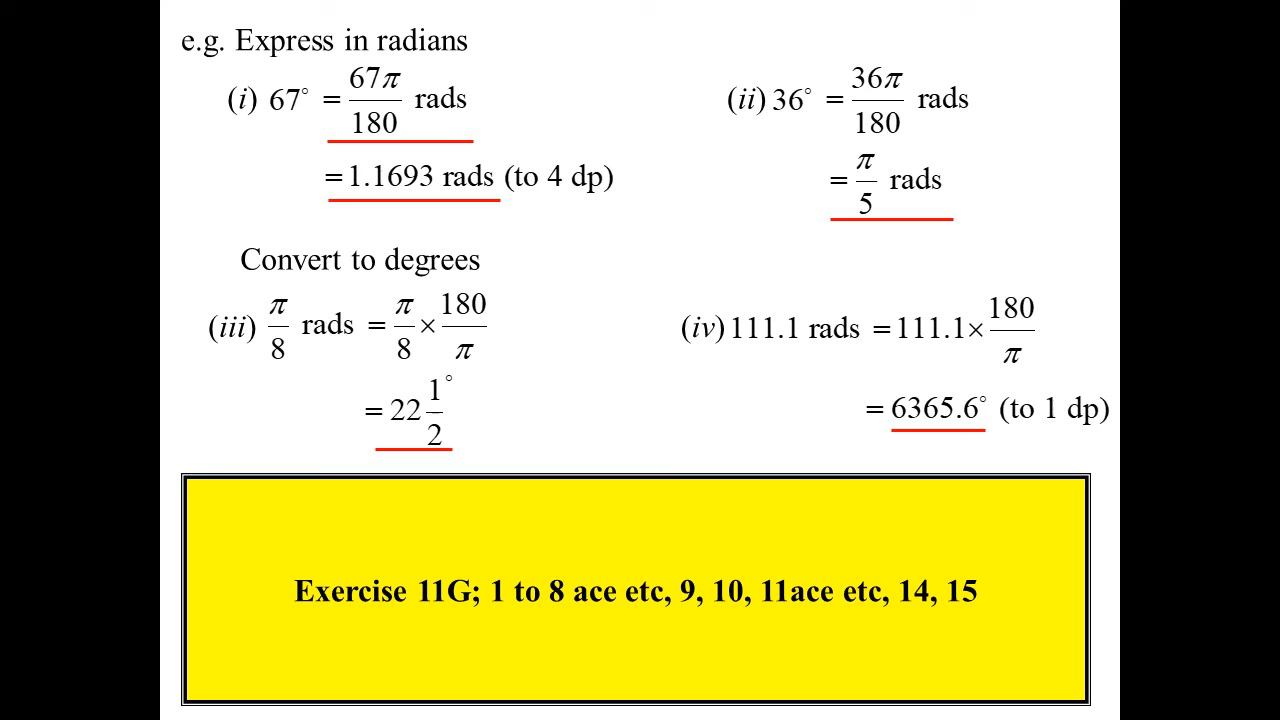 e.g. Express in radians
(i) 67° = 67π/180 rads
= 1.1693 rads (to 4 dp)
(ii) 36° = 36π/180 rads
= π/5 rads
Convert to degrees
(iii) π/8 rads = π/8 × 180/π
= 22 1/2°
(iv) 111.1 rads = 111.1 × 180/π
= 6365.6° (to 1 dp)
Exercise 11G; 1 to 8 ace etc, 9, 10, 11ace etc, 14, 15